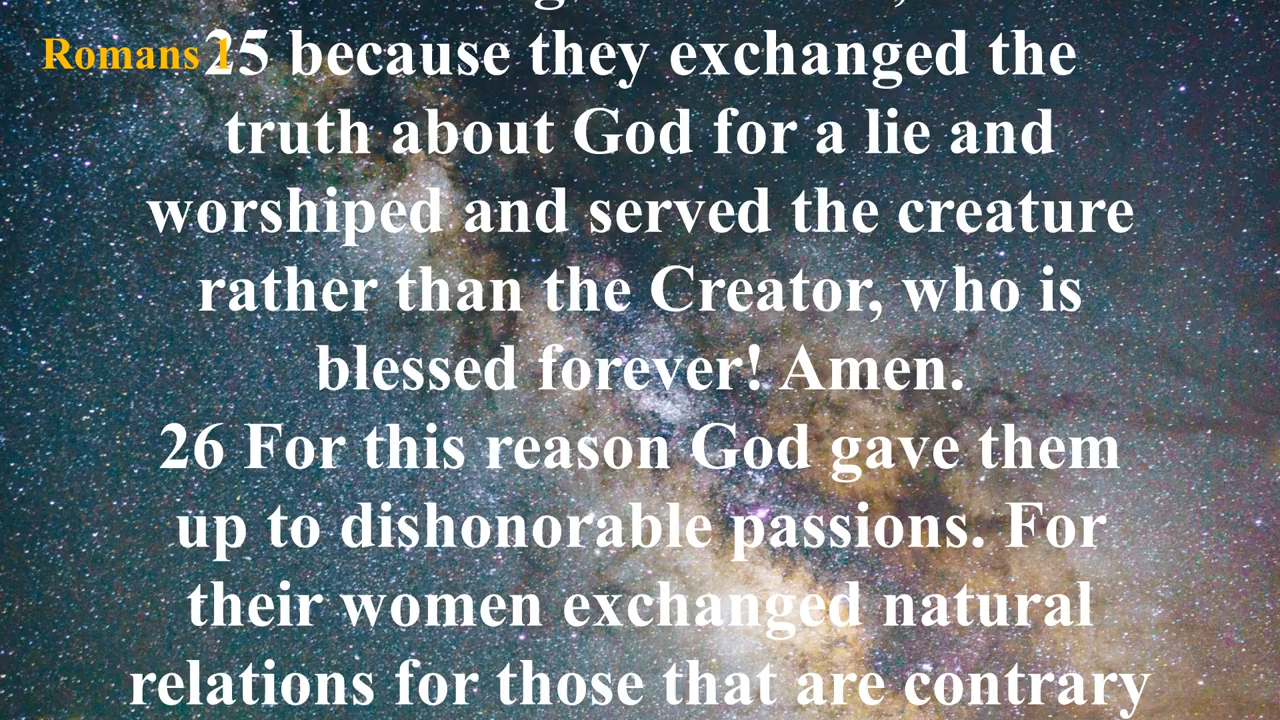 Romans 1
25 because they exchanged the
truth about God for a lie and
worshiped and served the creature
rather than the Creator, who is
blessed forever! Amen.
26 For this reason God gave them
up to dishonorable passions. For
their women exchanged natural
relations for those that are contrary